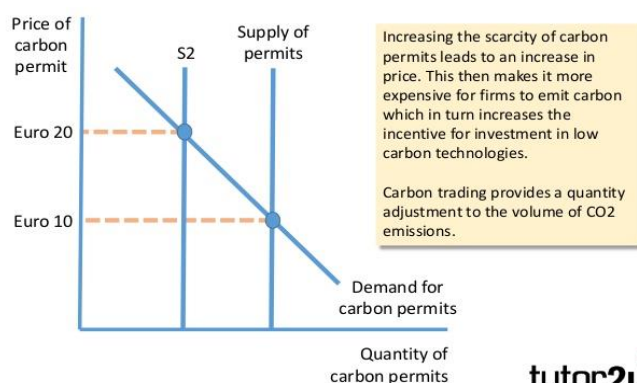 Price of
carbon
permit
S2
Supply of
permits
Euro 20
Euro 10
Demand for
carbon permits
Quantity of
carbon permits
Increasing the scarcity of carbon
permits leads to an increase in
price. This then makes it more
expensive for firms to emit carbon
which in turn increases the
incentive for investment in low
carbon technologies.
Carbon trading provides a quantity
adjustment to the volume of CO2
emissions.
tutor2u